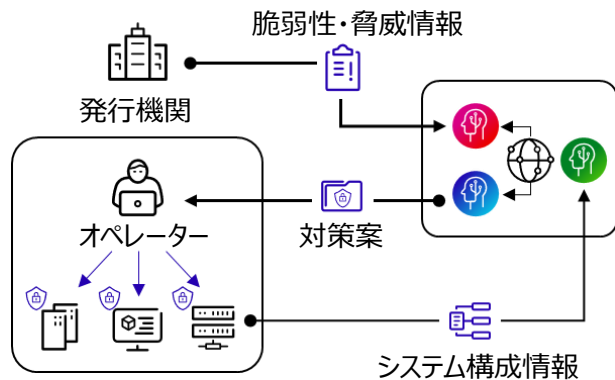 脆弱性・脅威情報
発行機関
オペレーター
対策案
システム構成情報